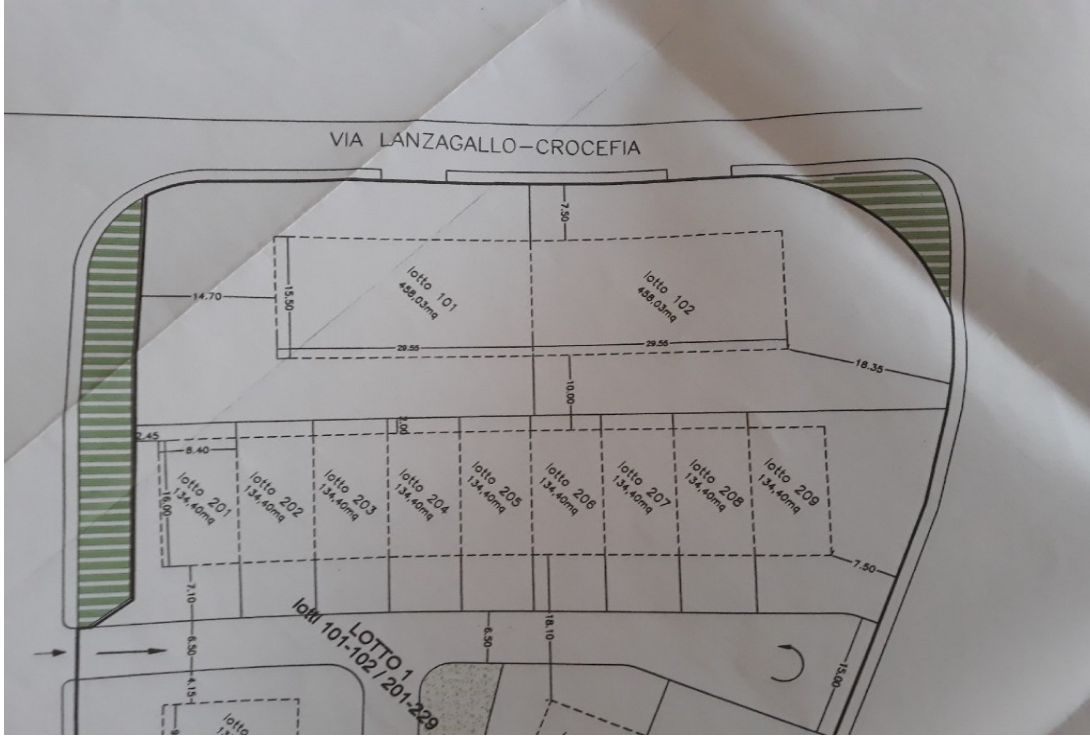 VIA LANZAGALLO-CROCEFIA
7.50
14.70
15.50
lotto 101
458,03mq
lotto 102
458,03mq
29.55
29.55
18.35
10.00
2.45
8.40
2.00
16.00
lotto 201
134,40mq
lotto 202
134,40mq
lotto 203
134,40mq
lotto 204
134,40mq
lotto 205
134,40mq
lotto 206
134,40mq
lotto 207
134,40mq
lotto 208
134,40mq
lotto 209
134,40mq
7.50
7.10
6.50
4.15
LOTTO 1
lotti 101-102 / 201-229
6.50
18.10
15.00
lotto